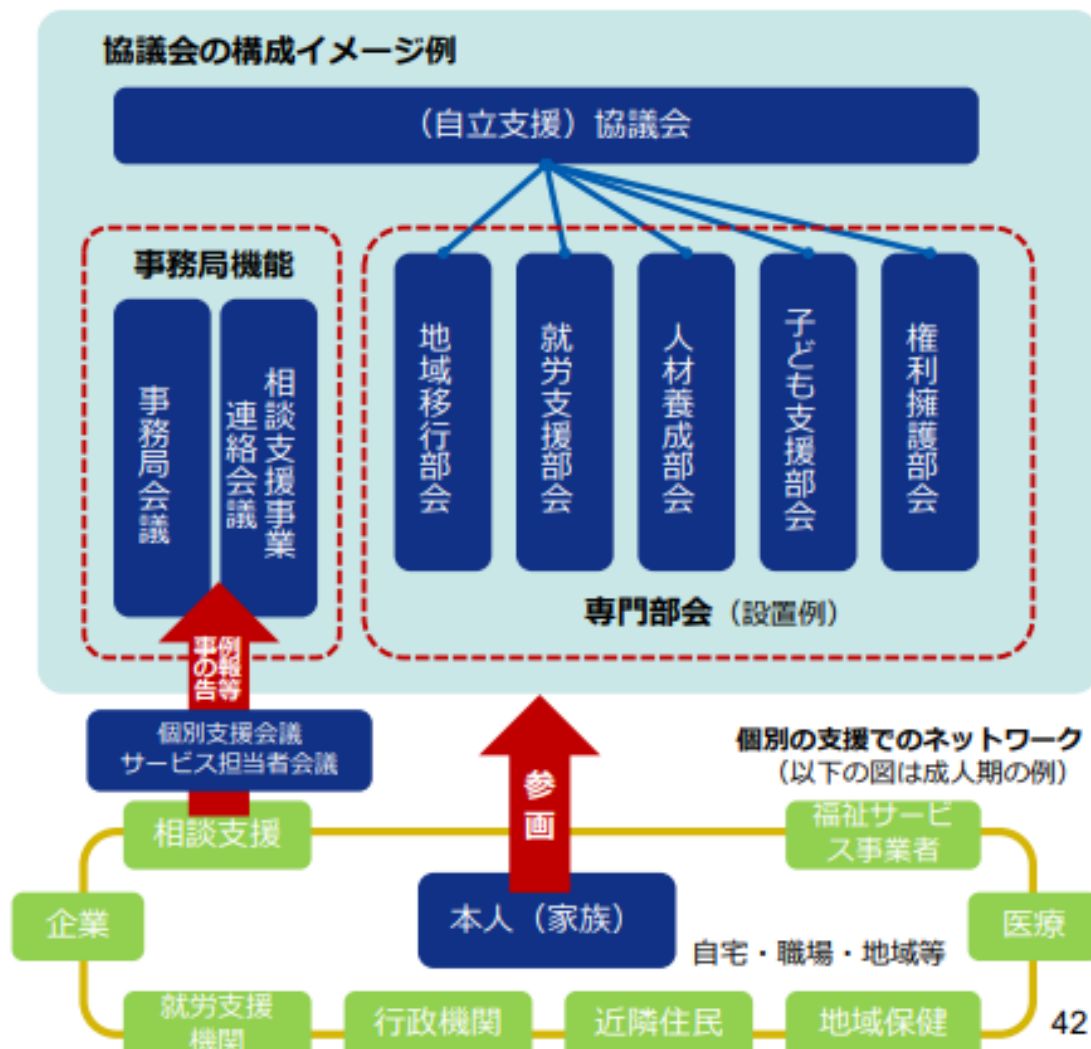 協議会の構成イメージ例
（自立支援）協議会
事務局機能
事務局会議
相談支援事業
連絡会議
地域移行部会
就労支援部会
人材養成部会
子ども支援部会
権利擁護部会
専門部会（設置例）
事例
の報
告等
個別支援会議
サービス担当者会議
参画
個別の支援でのネットワーク
（以下の図は成人期の例）
相談支援
福祉サービ
ス事業者
企業
本人（家族）
医療
自宅・職場・地域等
就労支援
機関
行政機関
近隣住民
地域保健
42